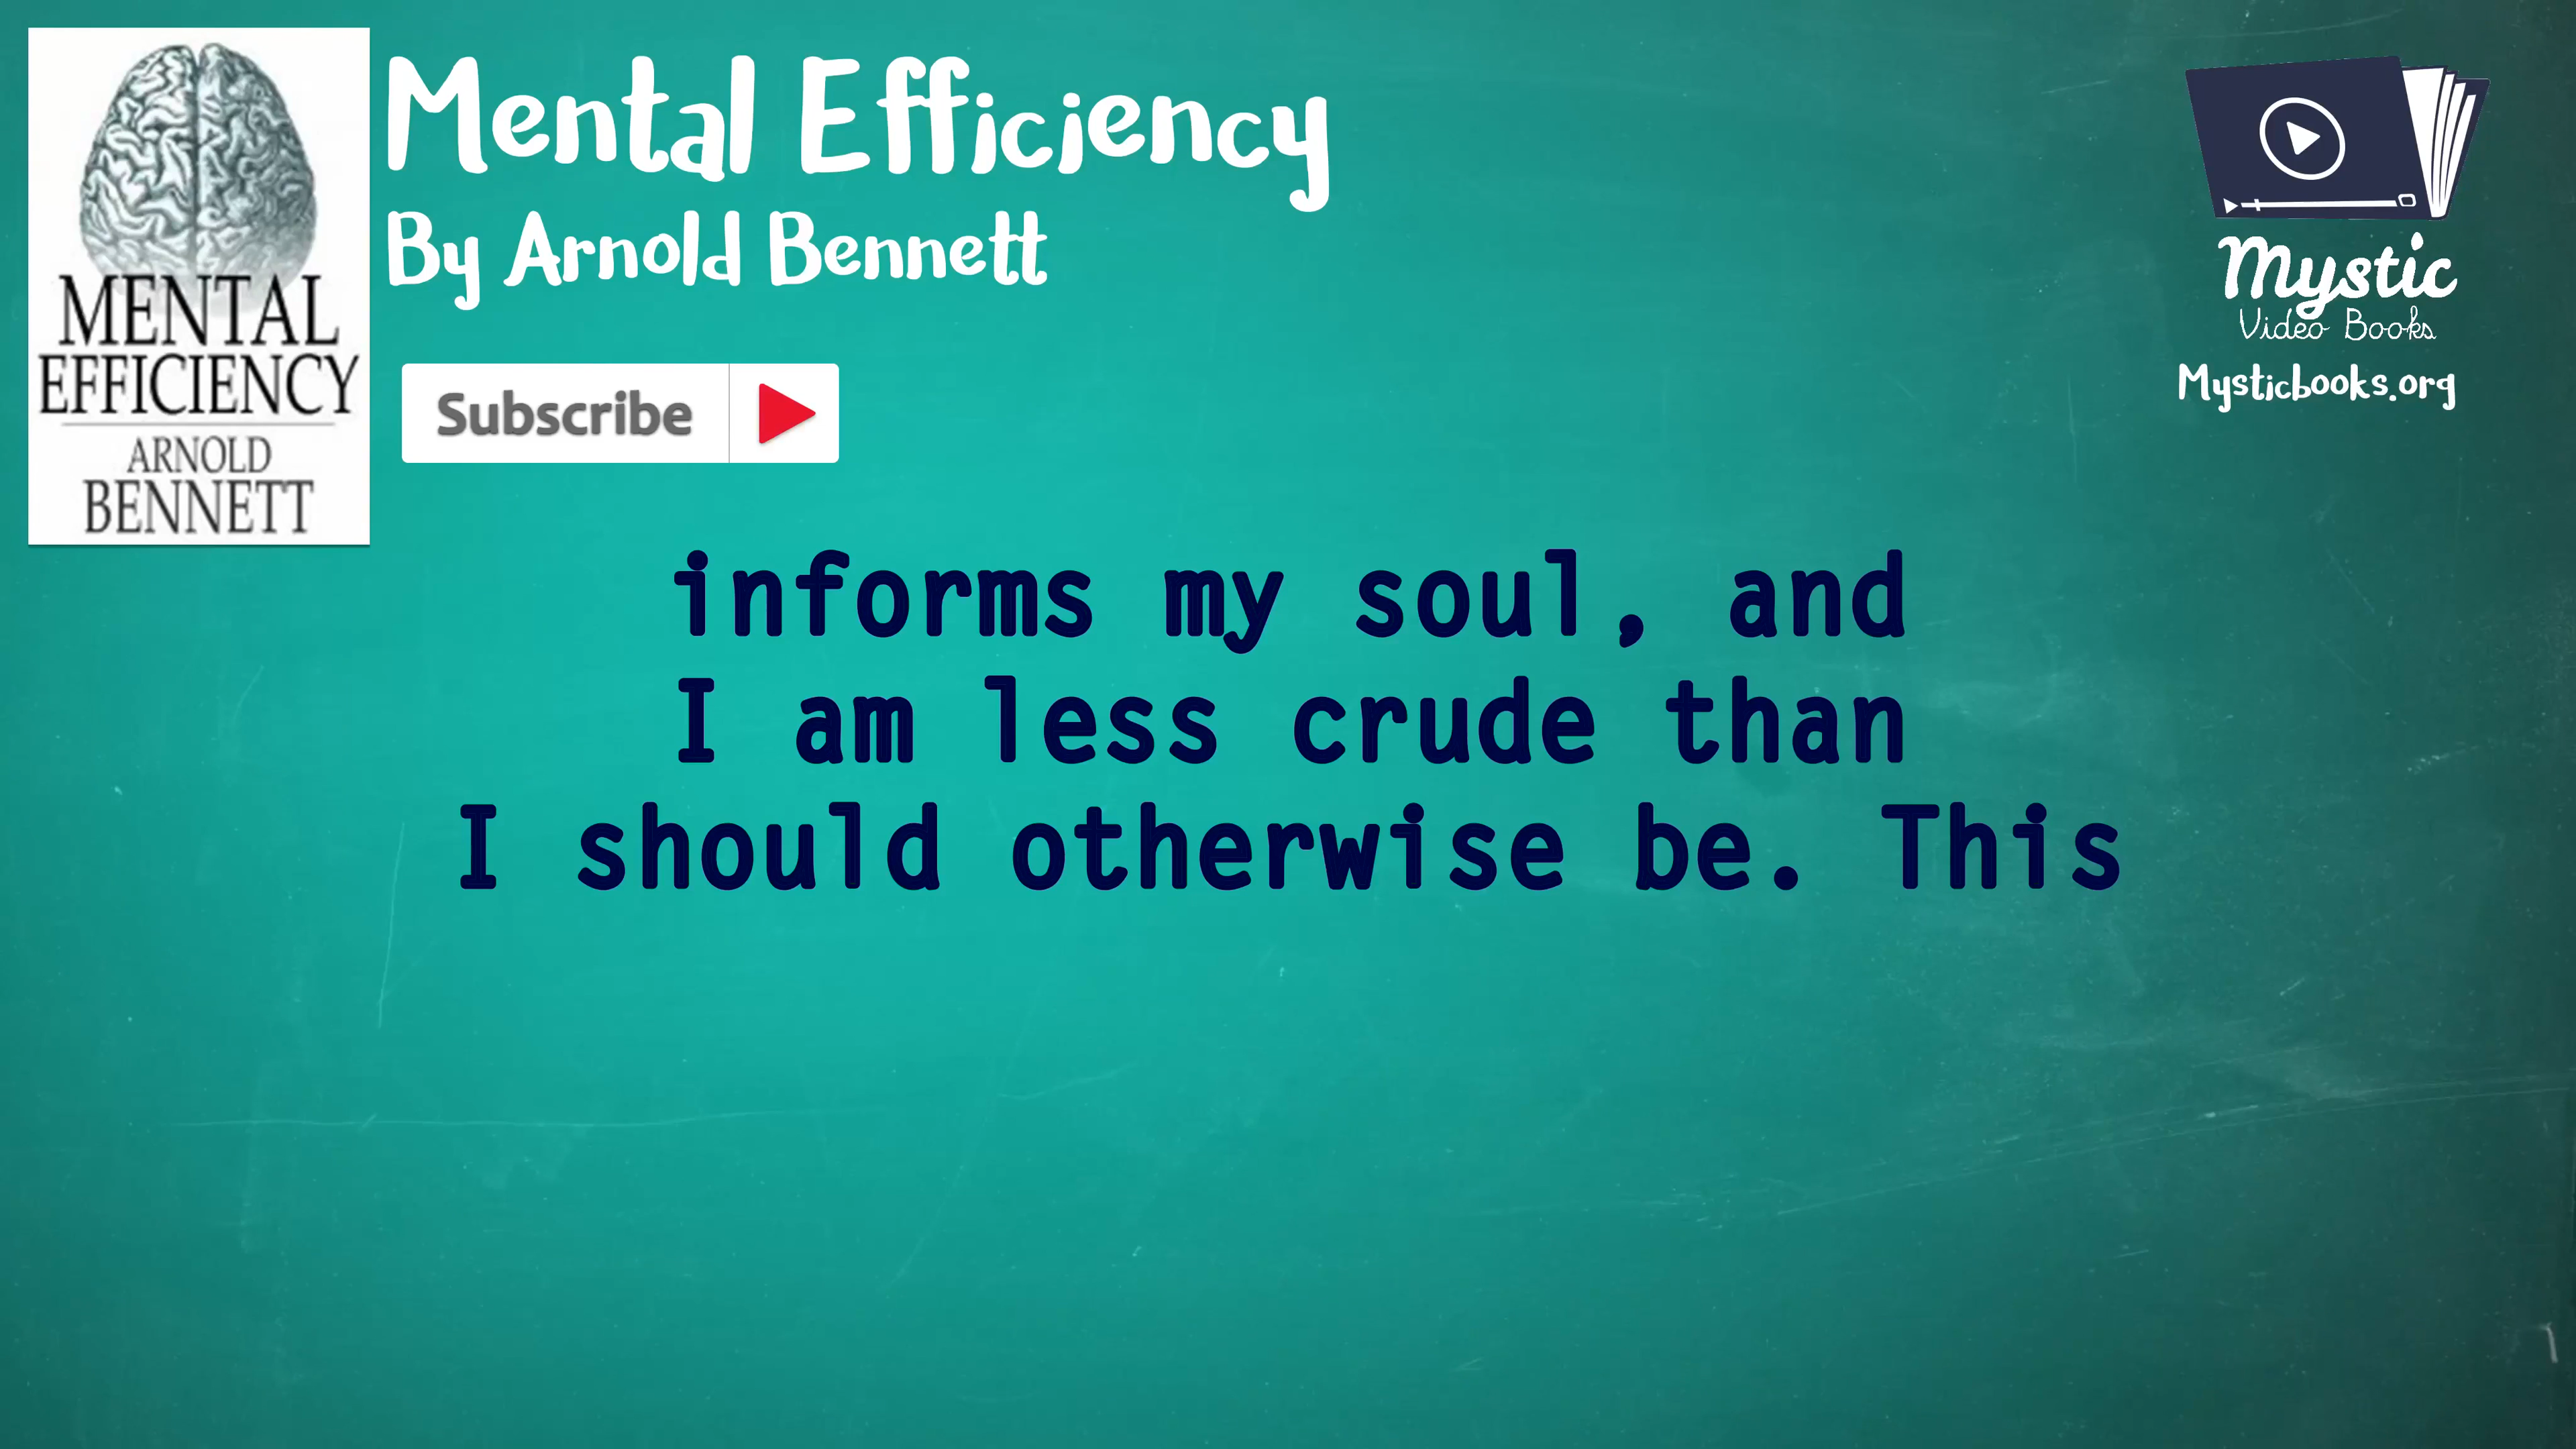 MENTAL
EFFICIENCY
ARNOLD
BENNETT
Mental Efficiency
By Arnold Bennett
Subscribe
Mystic
Video Books
Mysticbooks.org
informs my soul, and
I am less crude than
I should otherwise be. This